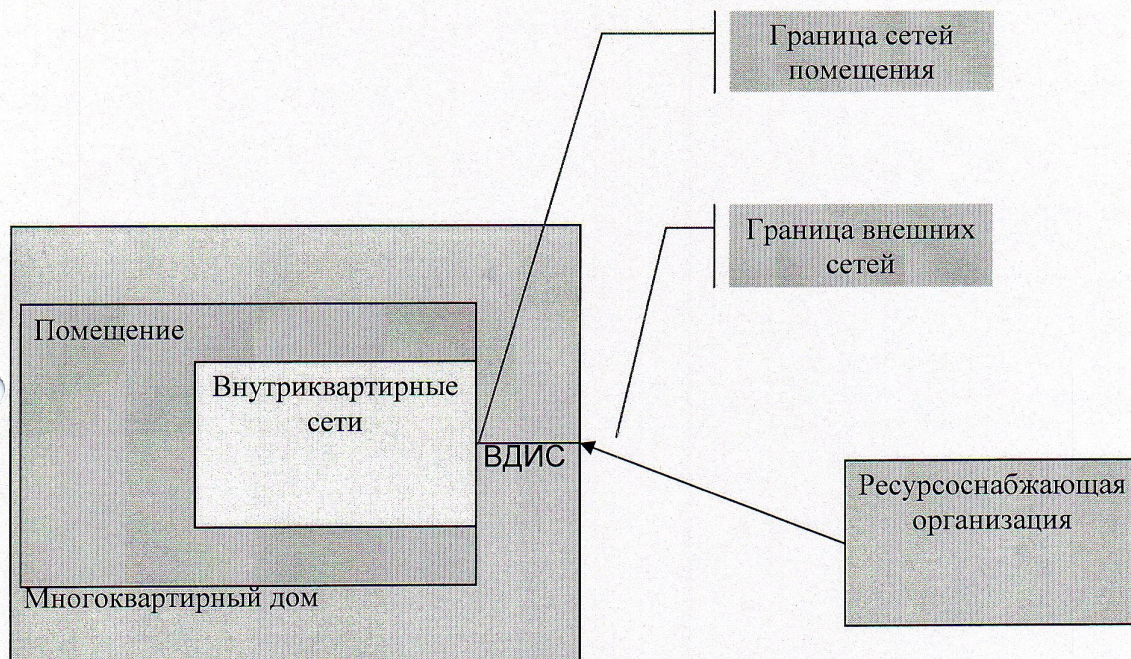 Граница сетей
помещения
Граница внешних
сетей
Помещение
Внутриквартирные
сети
ВДИС
Ресурсоснабжающая
организация
Многоквартирный дом